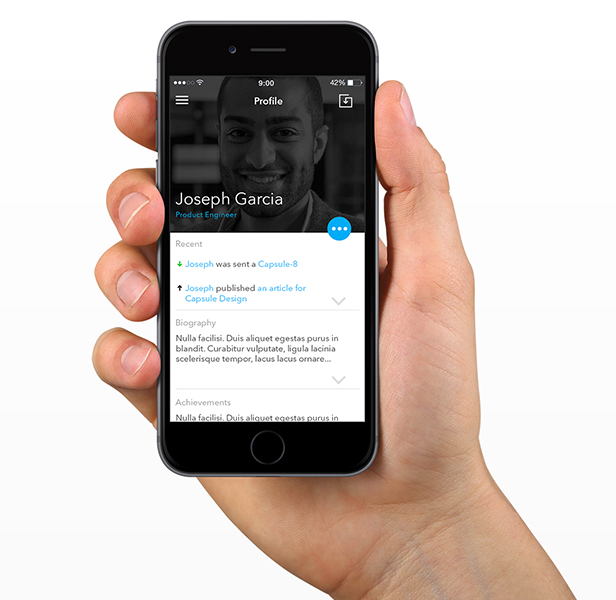 9:00
42%
Profile
Joseph Garcia
Product Engineer
Recent
Joseph was sent a Capsule-8
Joseph published an article for
Capsule Design
Biography
Nulla facilisi. Duis aliquet egestas purus in
blandit. Curabitur vulputate, ligula lacinia
scelerisque tempor, lacus lacus ornare...
Achievements
Nulla facilisi. Duis aliquet egestas purus in